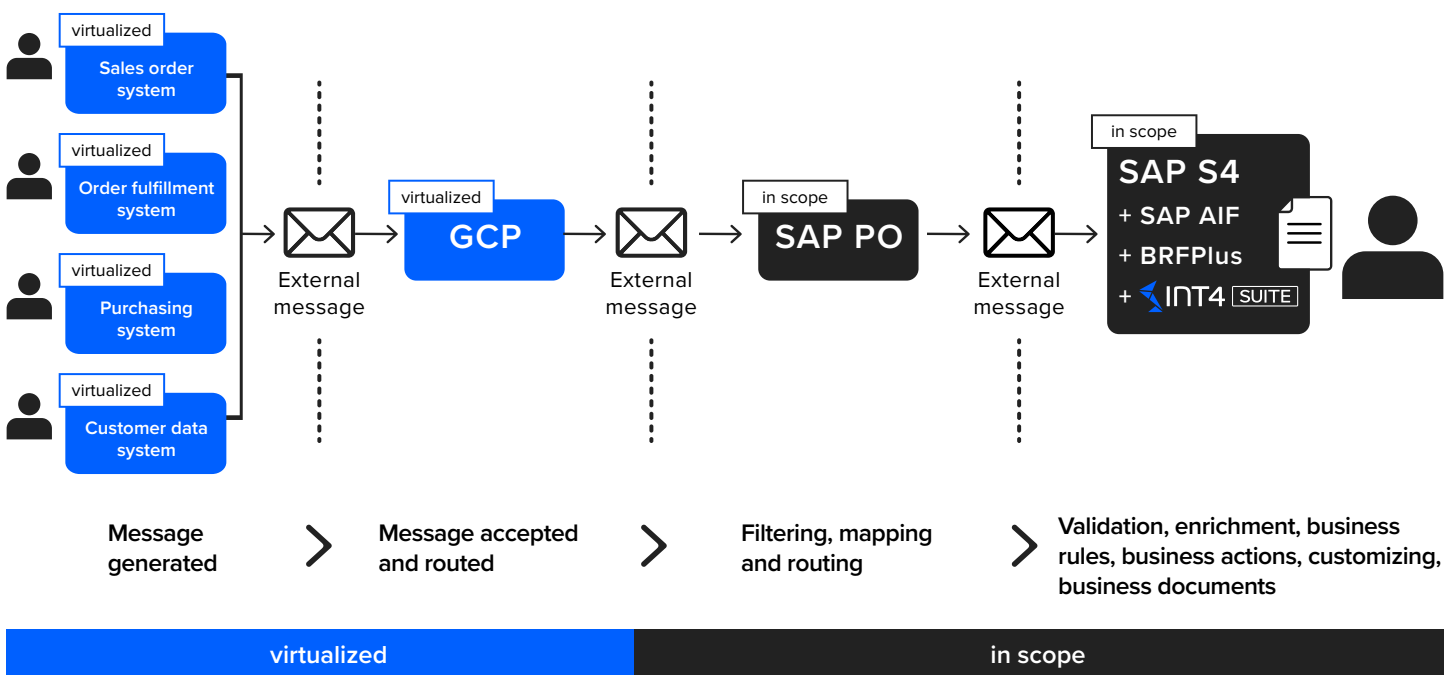 virtualized
Sales order
system
virtualized
Order fulfillment
system
virtualized
Purchasing
system
virtualized
Customer data
system
External
message
virtualized
GCP
External
message
in scope
SAP PO
External
message
in scope
SAP S4
+ SAP AIF
+ BRFPlus
+ INT4 SUITE
Message
generated
Message accepted
and routed
Filtering, mapping
and routing
Validation, enrichment, business
rules, business actions, customizing,
business documents
virtualized
in scope